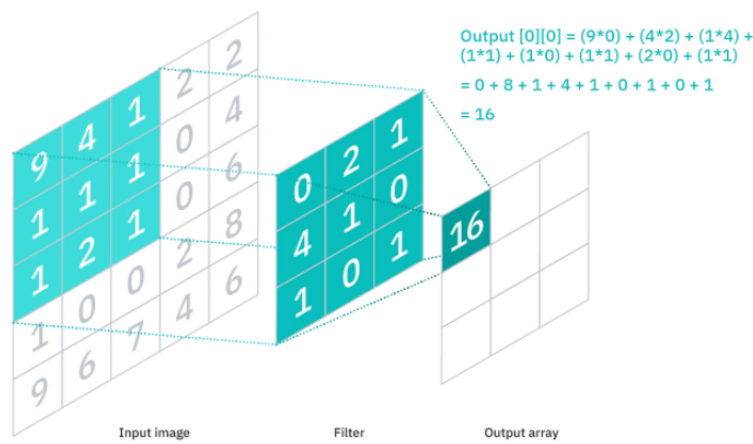 Output [0][0] = (9*0) + (4*2) + (1*4) +
(1*1) + (1*0) + (1*1) + (2*0) + (1*1)
= 0 + 8 + 1 + 4 + 1 + 0 + 1 + 0 + 1
= 16
9 4 1 2 2
1 1 1 0 4
1 2 1 0 6
1 0 0 2 8
9 6 7 4 6
0 2 1
4 1 0
1 0 1
16
Input image
Filter
Output array